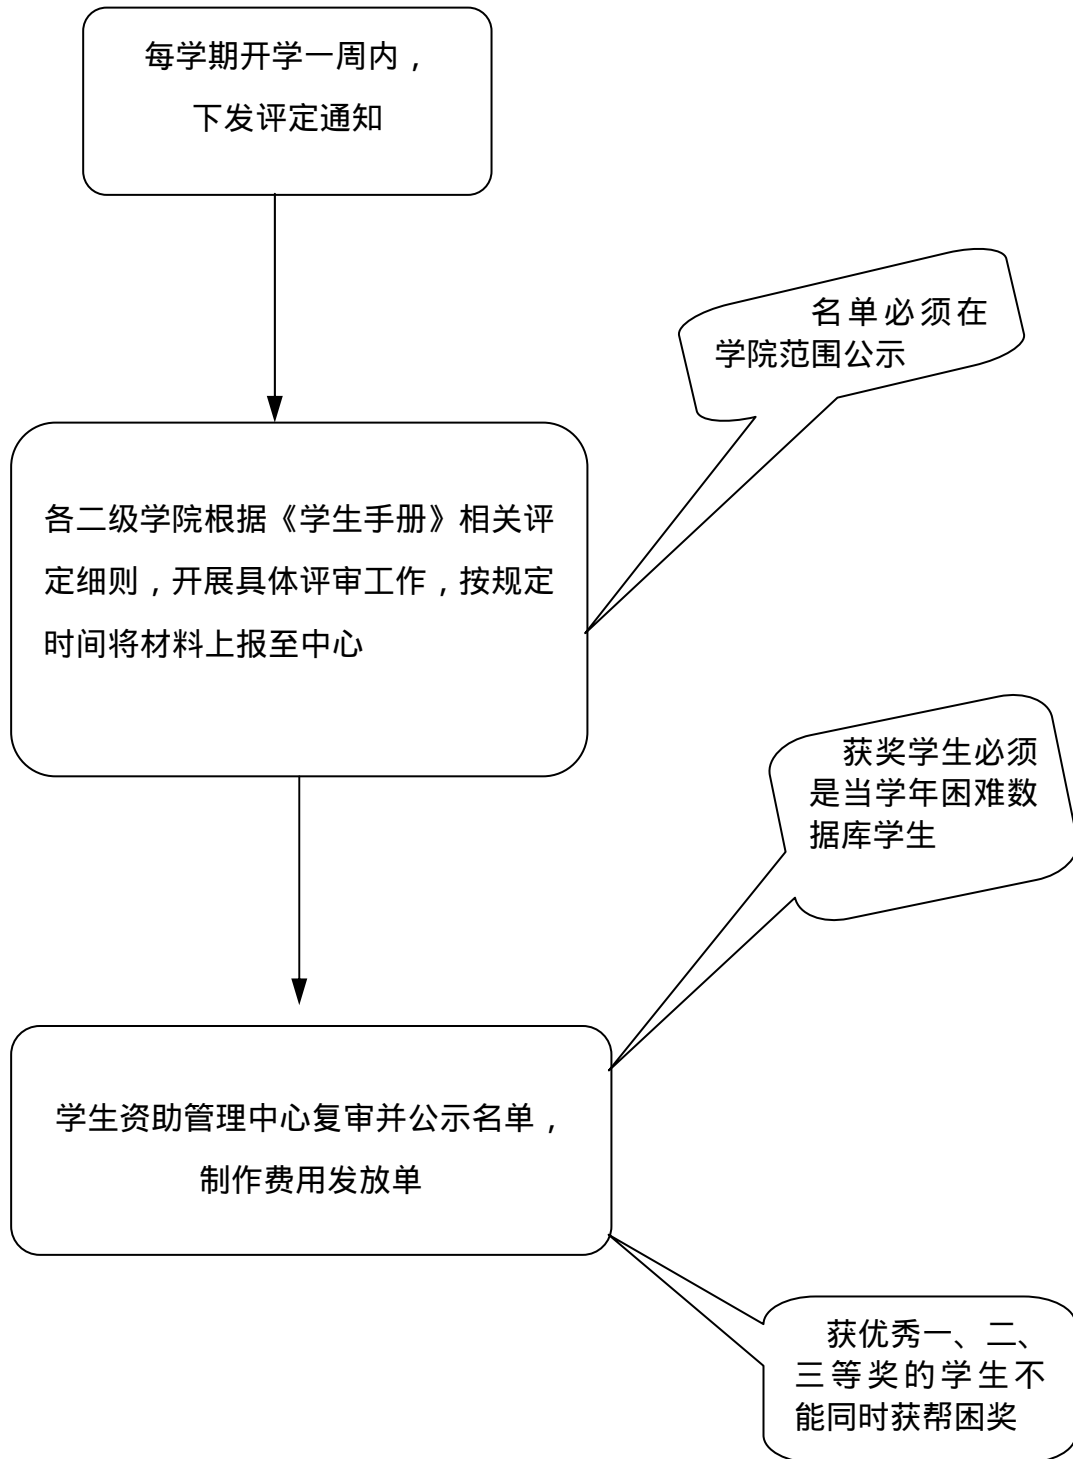 每学期开学一周内，
下发评定通知
名单必须在
学院范围公示
各二级学院根据《学生手册》相关评
定细则，开展具体评审工作，按规定
时间将材料上报至中心
获奖学生必须
是当学年困难数
据库学生
学生资助管理中心复审并公示名单，
制作费用发放单
获优秀一、二、
三等奖的学生不
能同时获帮困奖